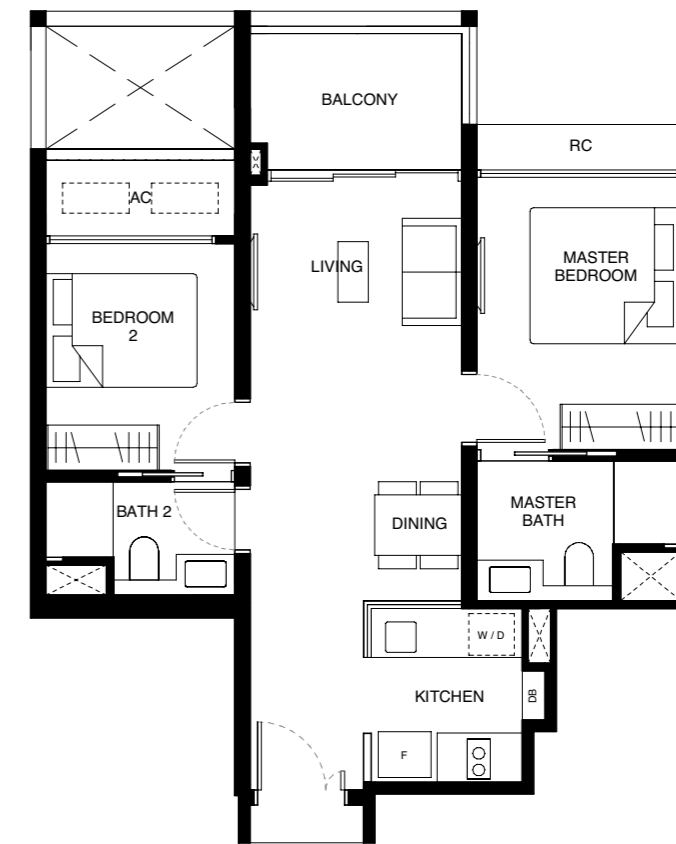 BALCONY
RC
AC
LIVING
MASTER
BEDROOM
BEDROOM
2
BATH 2
DINING
MASTER
BATH
W / D
KITCHEN
DB
F